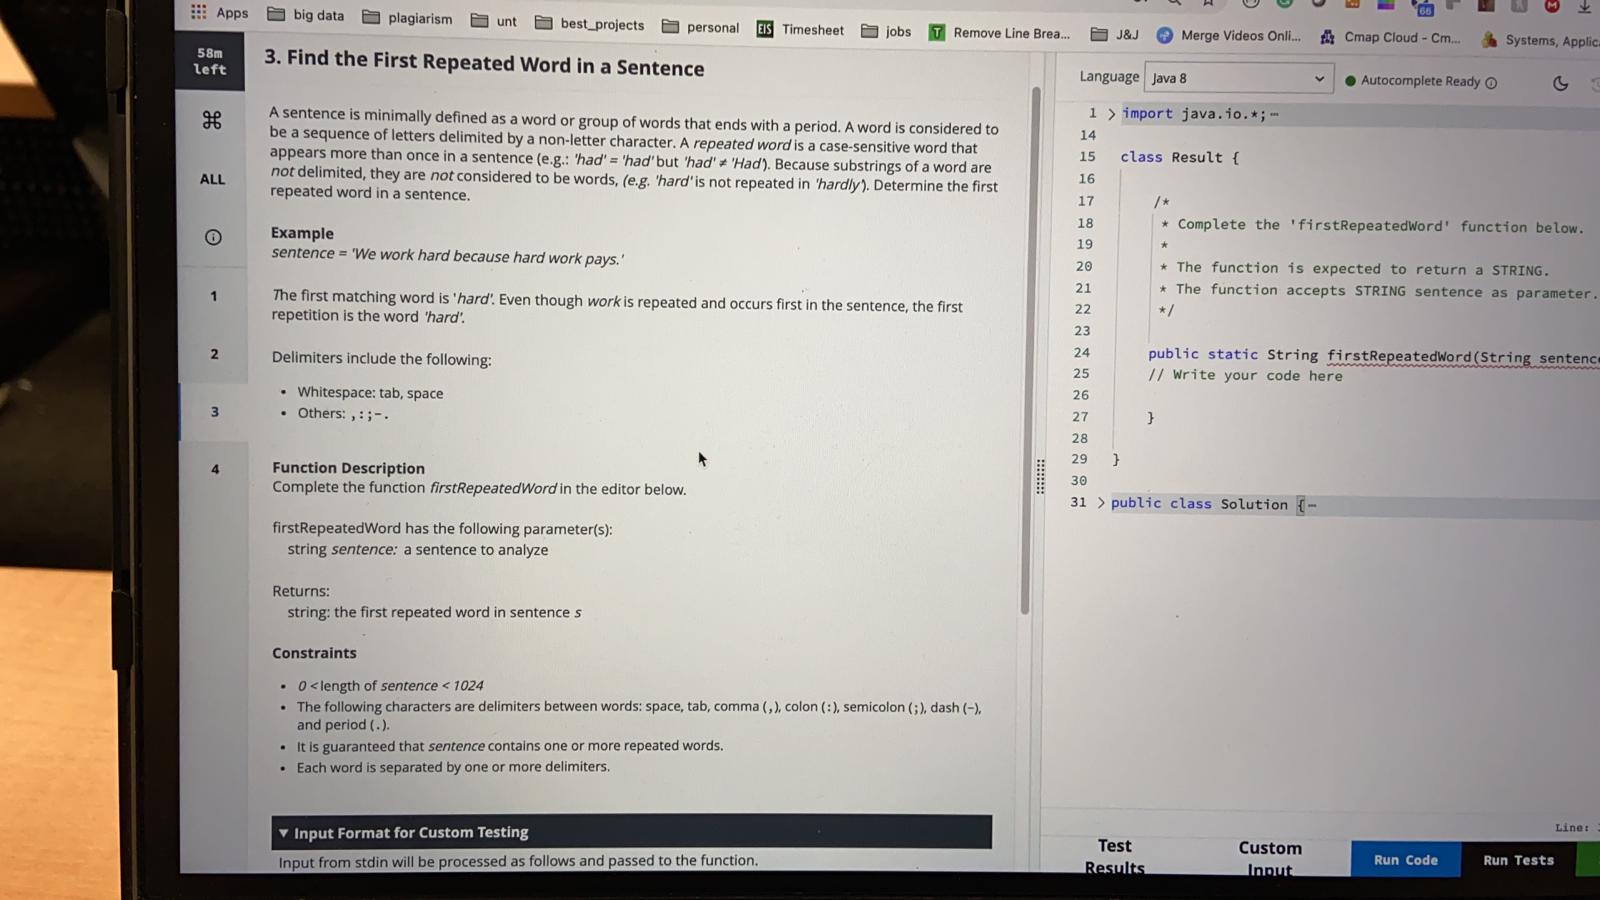 Apps big data plagiarism unt best_projects personal EIS Timesheet jobs T Remove Line Brea... J&J Merge Videos Onli... Cmap Cloud - Cm... Systems, Applic
66 M
58m
left
ALL
1
2
3
4
3. Find the First Repeated Word in a Sentence
A sentence is minimally defined as a word or group of words that ends with a period. A word is considered to
be a sequence of letters delimited by a non-letter character. A repeated word is a case-sensitive word that
appears more than once in a sentence (e.g.: 'had' = 'had' but 'had' ≠ 'Had'). Because substrings of a word are
not delimited, they are not considered to be words, (e.g. 'hard' is not repeated in 'hardly'). Determine the first
repeated word in a sentence.
Example
sentence = 'We work hard because hard work pays.'
The first matching word is 'hard'. Even though work is repeated and occurs first in the sentence, the first
repetition is the word 'hard'.
Delimiters include the following:
• Whitespace: tab, space
• Others: ,:;-.
Function Description
Complete the function firstRepeatedWord in the editor below.
firstRepeatedWord has the following parameter(s):
string sentence: a sentence to analyze
Returns:
string: the first repeated word in sentence s
Constraints
• 0 < length of sentence < 1024
• The following characters are delimiters between words: space, tab, comma (,), colon (:), semicolon (;), dash (-),
and period (.).
• It is guaranteed that sentence contains one or more repeated words.
• Each word is separated by one or more delimiters.
▼ Input Format for Custom Testing
Input from stdin will be processed as follows and passed to the function.
Language Java 8 Autocomplete Ready
1 > import java.io.*;
14
15 class Result {
16
17 /*
18 * Complete the 'firstRepeatedWord' function below.
19 *
20 * The function is expected to return a STRING.
21 * The function accepts STRING sentence as parameter.
22 */
23
24 public static String firstRepeatedWord(String sentenc
25 // Write your code here
26
27 }
28
29 }
30
31 > public class Solution {
Line:
Test
Results
Custom
Input
Run Code
Run Tests